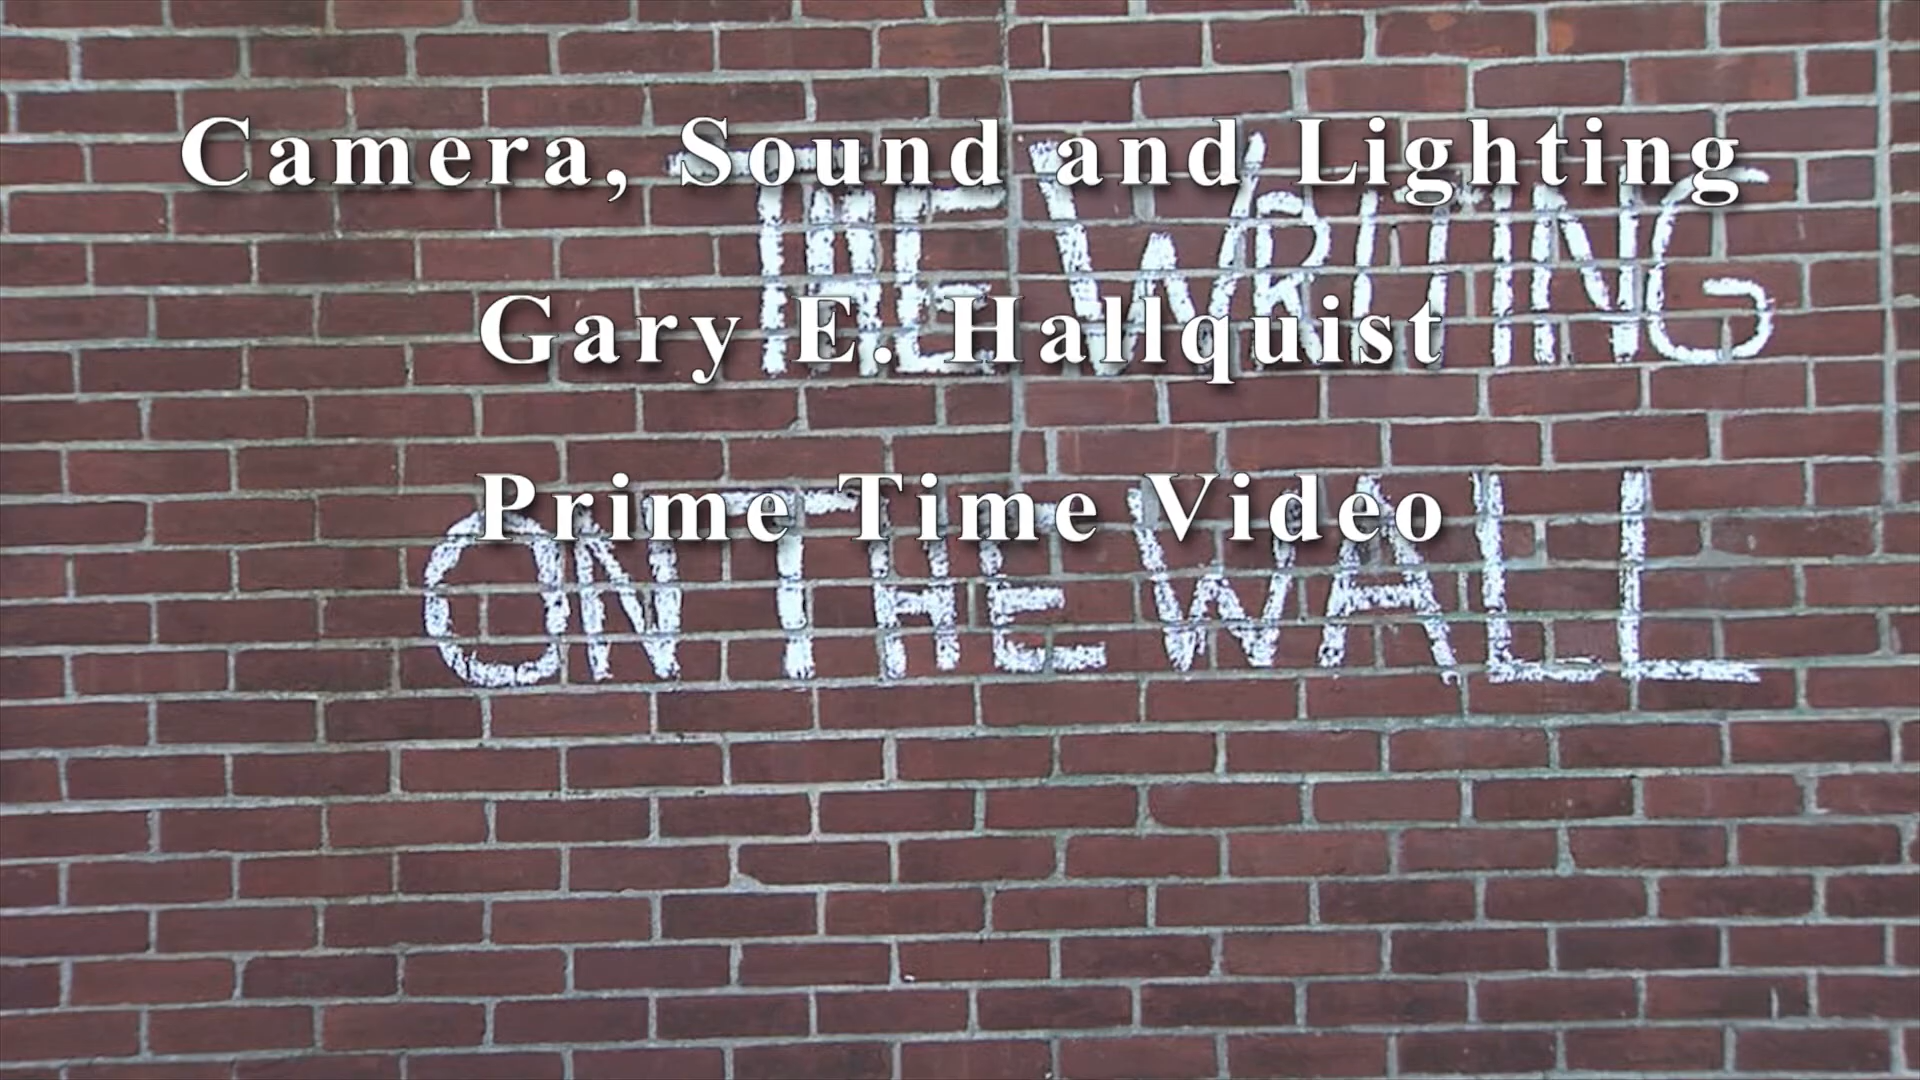 Camera, Sound and Lighting
THE WRITING
Gary E. Hallquist
Prime Time Video
ON THE WALL